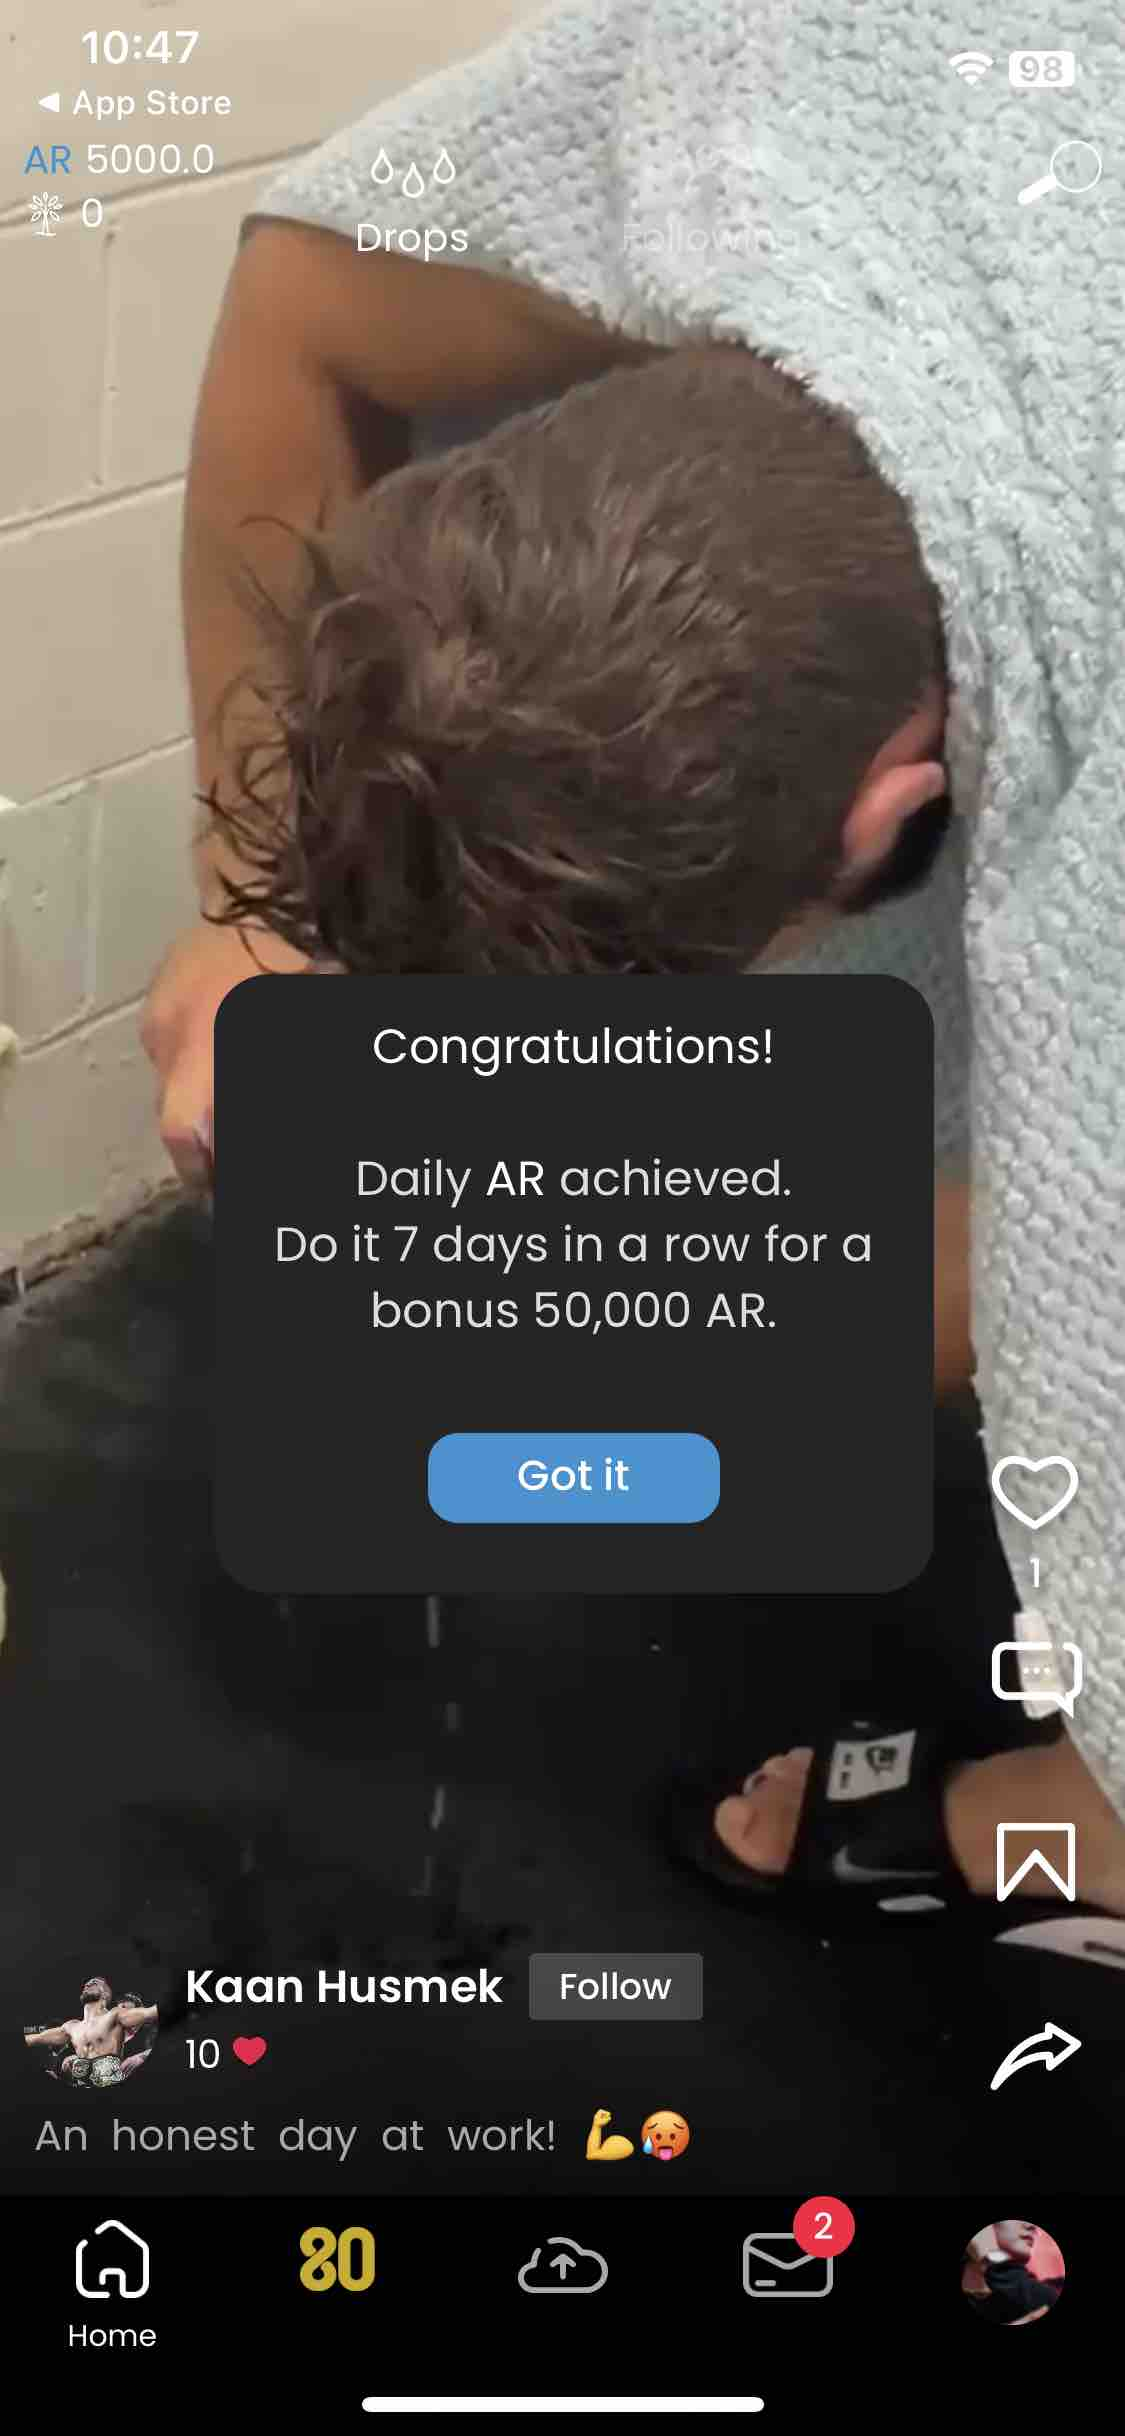 10:47
98
App Store
AR 5000.0
0
Drops
Following
Congratulations!
Daily AR achieved.
Do it 7 days in a row for a
bonus 50,000 AR.
Got it
1
Kaan Husmek
Follow
10 ❤️
An honest day at work! 💪🥵
80
2
Home